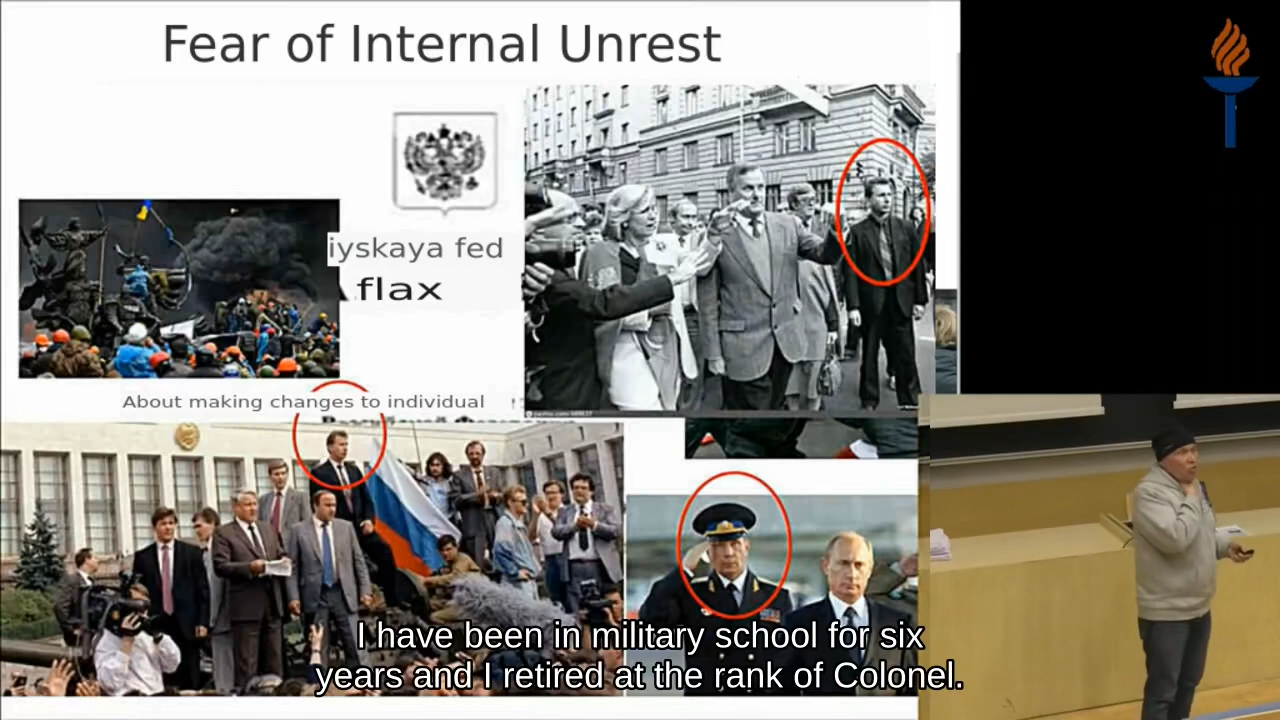 Fear of Internal Unrest
iyskaya fed
flax
About making changes to individual
I have been in military school for six
years and I retired at the rank of Colonel.